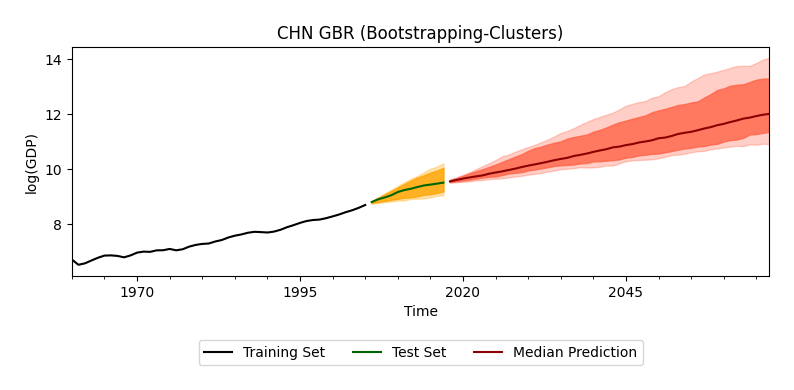 CHN GBR (Bootstrapping-Clusters)
14
12
10
8
log(GDP)
1970 1995 2020 2045
Time
Training Set Test Set Median Prediction